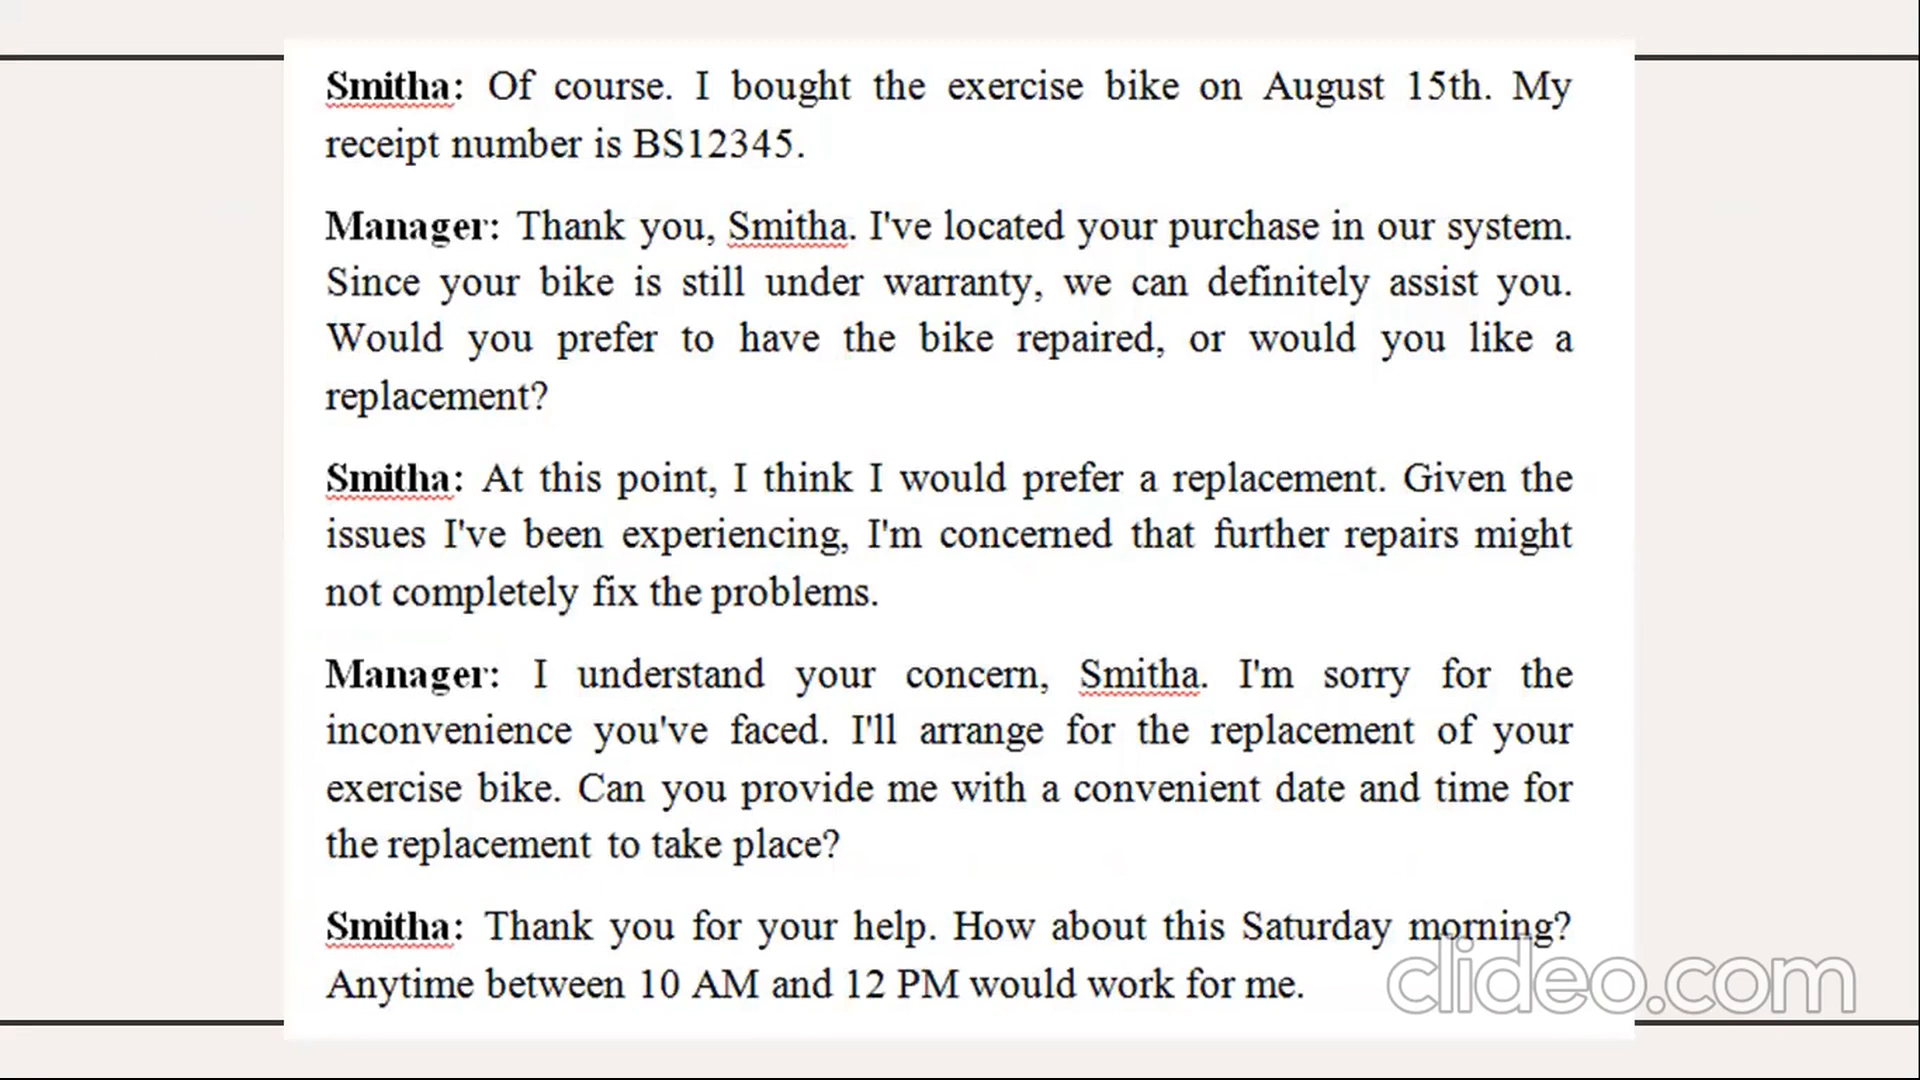 Smitha: Of course. I bought the exercise bike on August 15th. My
receipt number is BS12345.
Manager: Thank you, Smitha. I've located your purchase in our system.
Since your bike is still under warranty, we can definitely assist you.
Would you prefer to have the bike repaired, or would you like a
replacement?
Smitha: At this point, I think I would prefer a replacement. Given the
issues I've been experiencing, I'm concerned that further repairs might
not completely fix the problems.
Manager: I understand your concern, Smitha. I'm sorry for the
inconvenience you've faced. I'll arrange for the replacement of your
exercise bike. Can you provide me with a convenient date and time for
the replacement to take place?
Smitha: Thank you for your help. How about this Saturday morning?
Anytime between 10 AM and 12 PM would work for me.
clideo.com